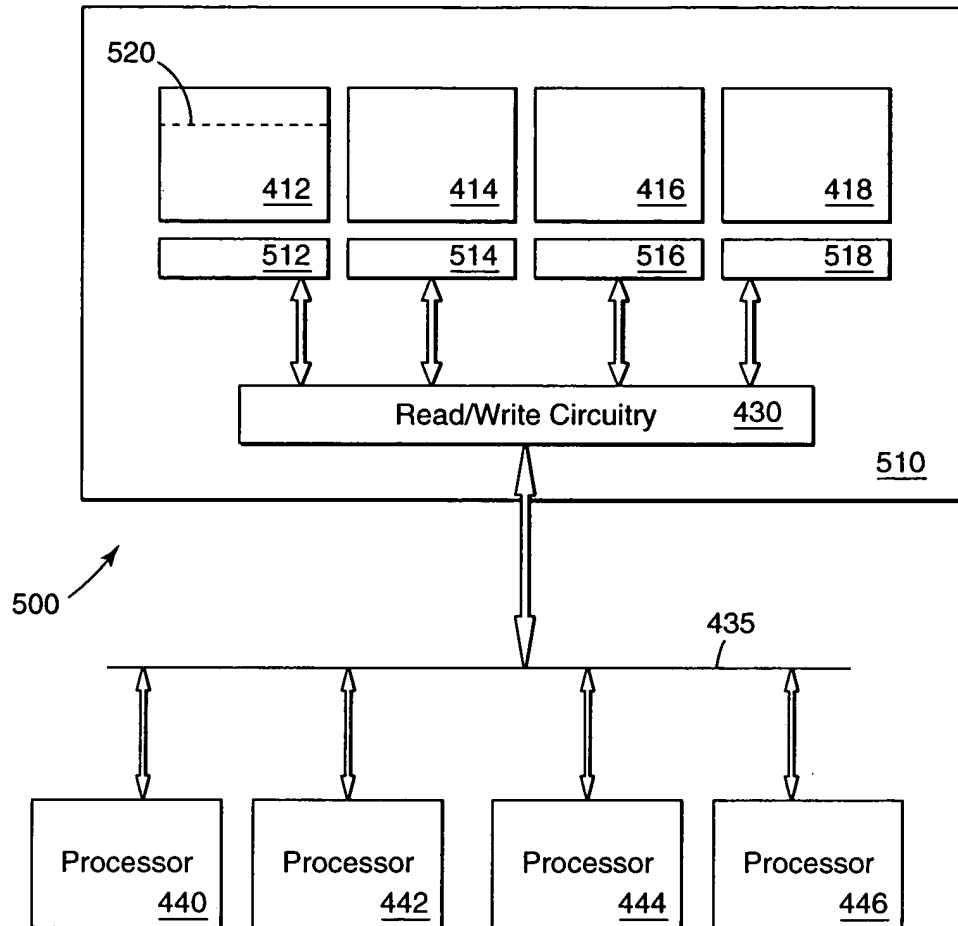 520
412 414 416 418
512 514 516 518
Read/Write Circuitry 430
510
500
435
Processor Processor Processor Processor
440 442 444 446